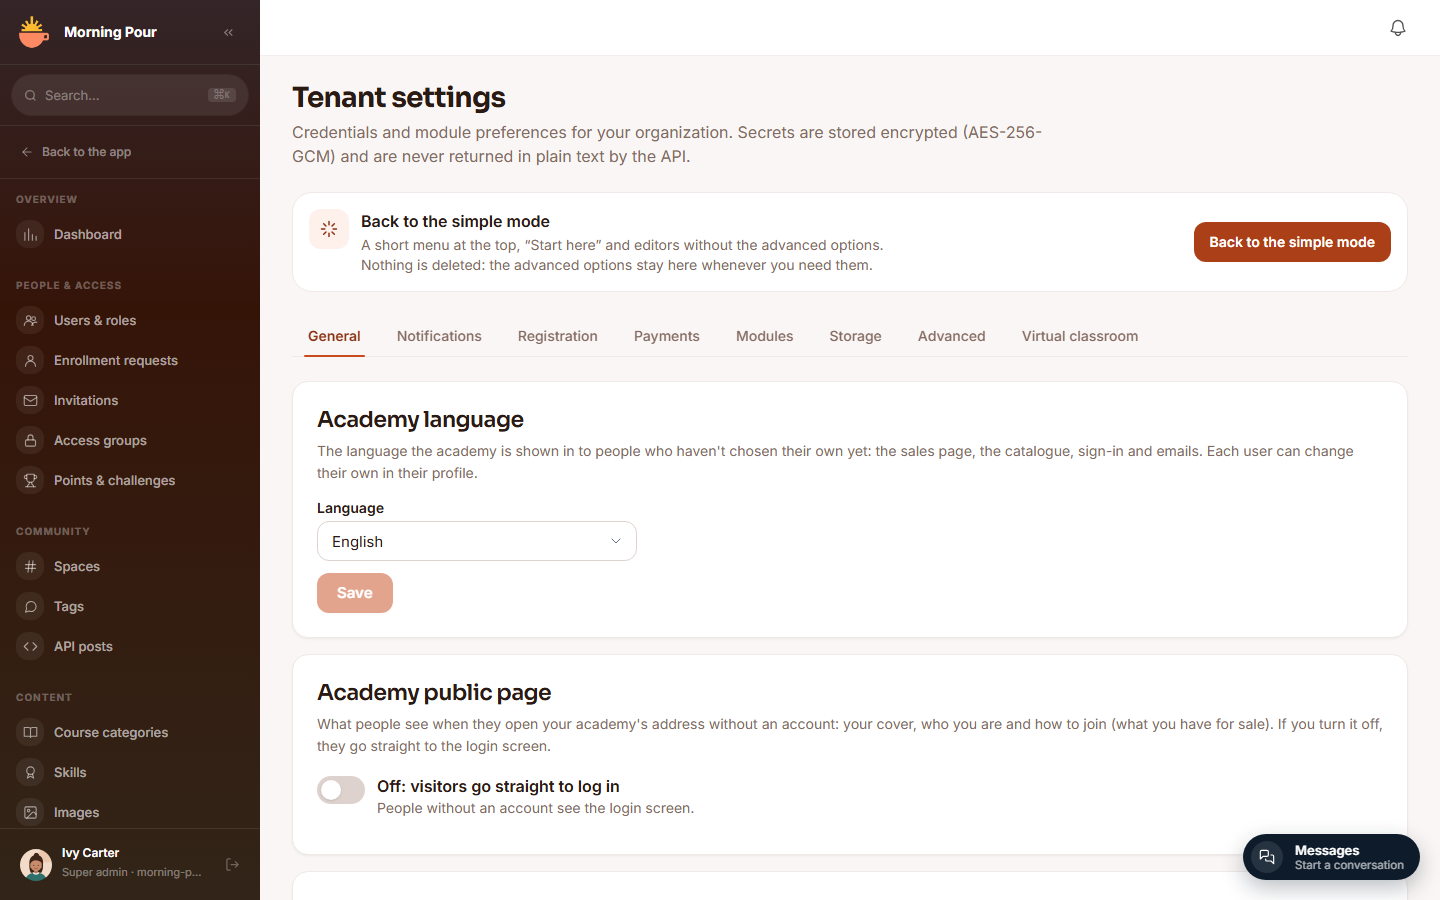 Morning Pour
Search...
⌘K
Back to the app
OVERVIEW
Dashboard
PEOPLE & ACCESS
Users & roles
Enrollment requests
Invitations
Access groups
Points & challenges
COMMUNITY
Spaces
Tags
API posts
CONTENT
Course categories
Skills
Images
Ivy Carter
Super admin · morning-p...
Tenant settings
Credentials and module preferences for your organization. Secrets are stored encrypted (AES-256-
GCM) and are never returned in plain text by the API.
Back to the simple mode
A short menu at the top, “Start here” and editors without the advanced options.
Nothing is deleted: the advanced options stay here whenever you need them.
Back to the simple mode
General
Notifications
Registration
Payments
Modules
Storage
Advanced
Virtual classroom
Academy language
The language the academy is shown in to people who haven't chosen their own yet: the sales page, the catalogue, sign-in and emails. Each user can change
their own in their profile.
Language
English
Save
Academy public page
What people see when they open your academy's address without an account: your cover, who you are and how to join (what you have for sale). If you turn it off,
they go straight to the login screen.
Off: visitors go straight to log in
People without an account see the login screen.
Messages
Start a conversation